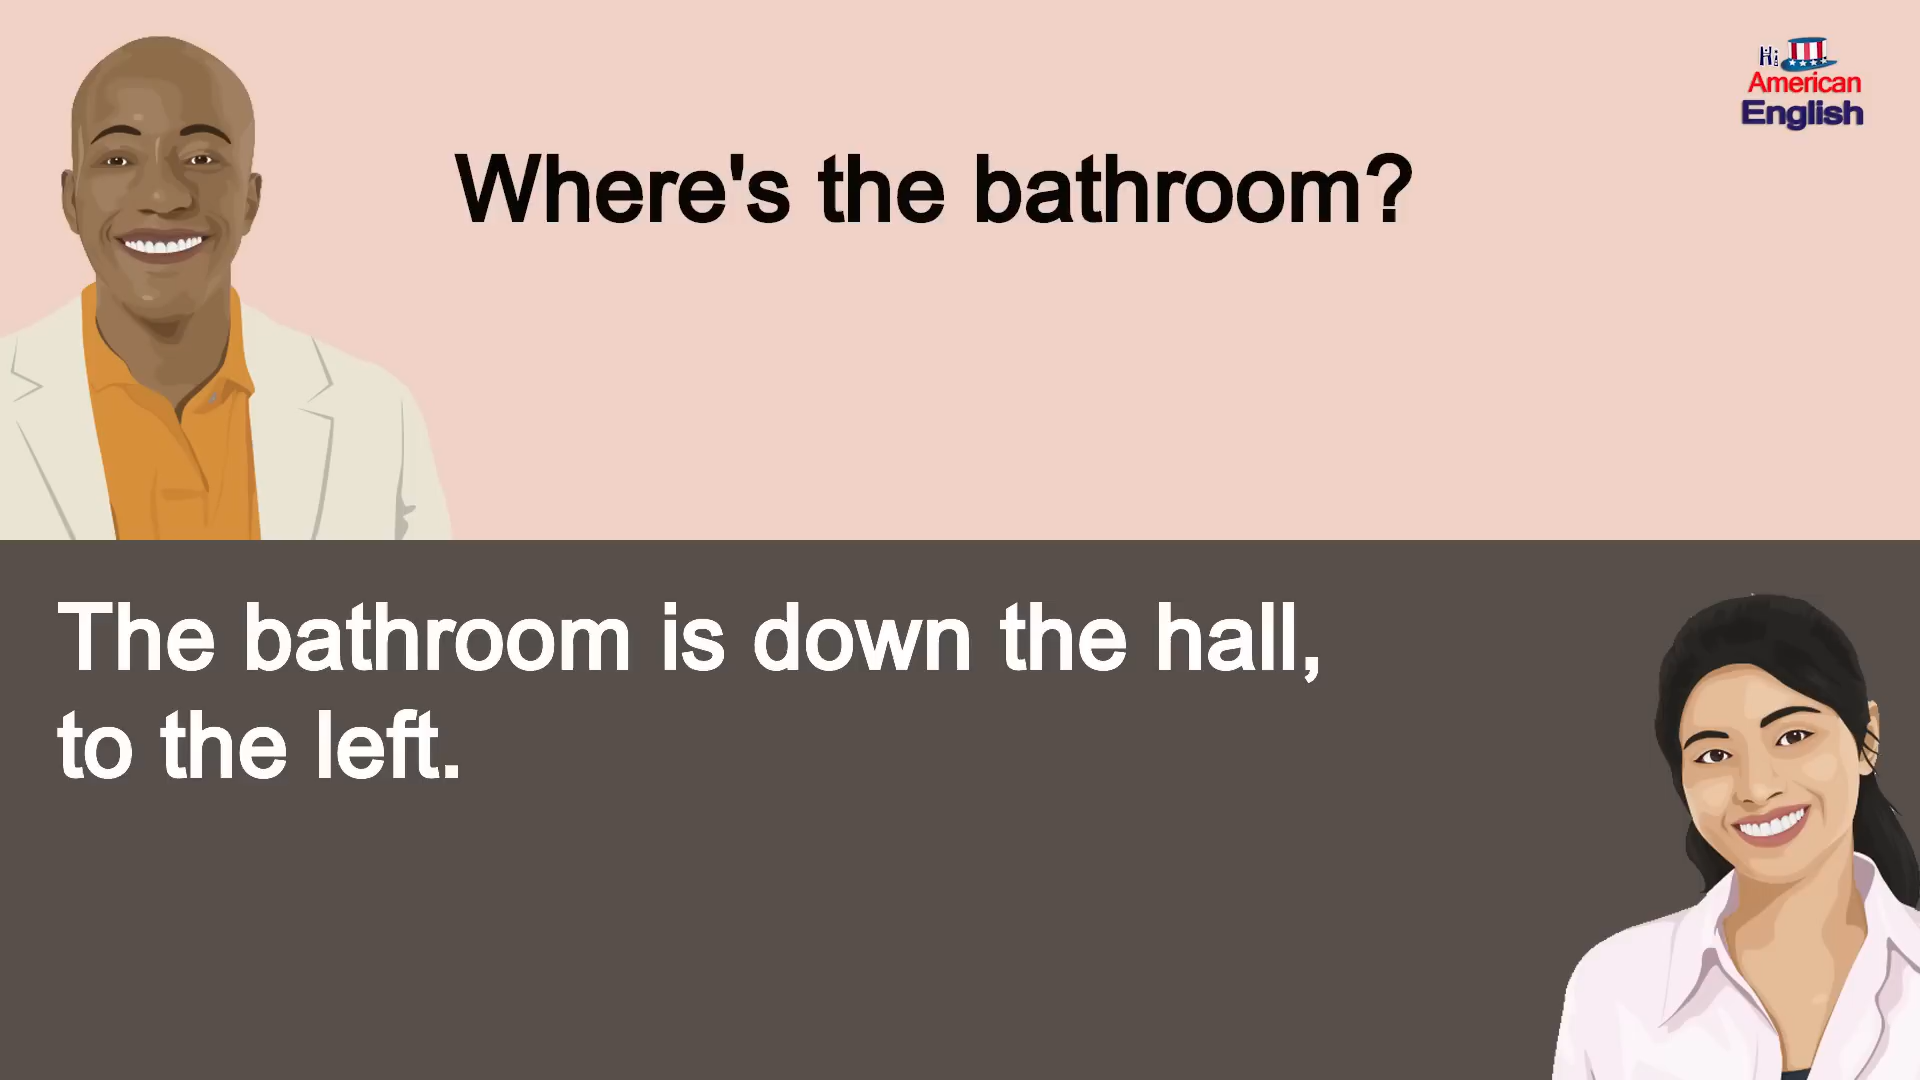 Hi
American
English
Where's the bathroom?
The bathroom is down the hall,
to the left.